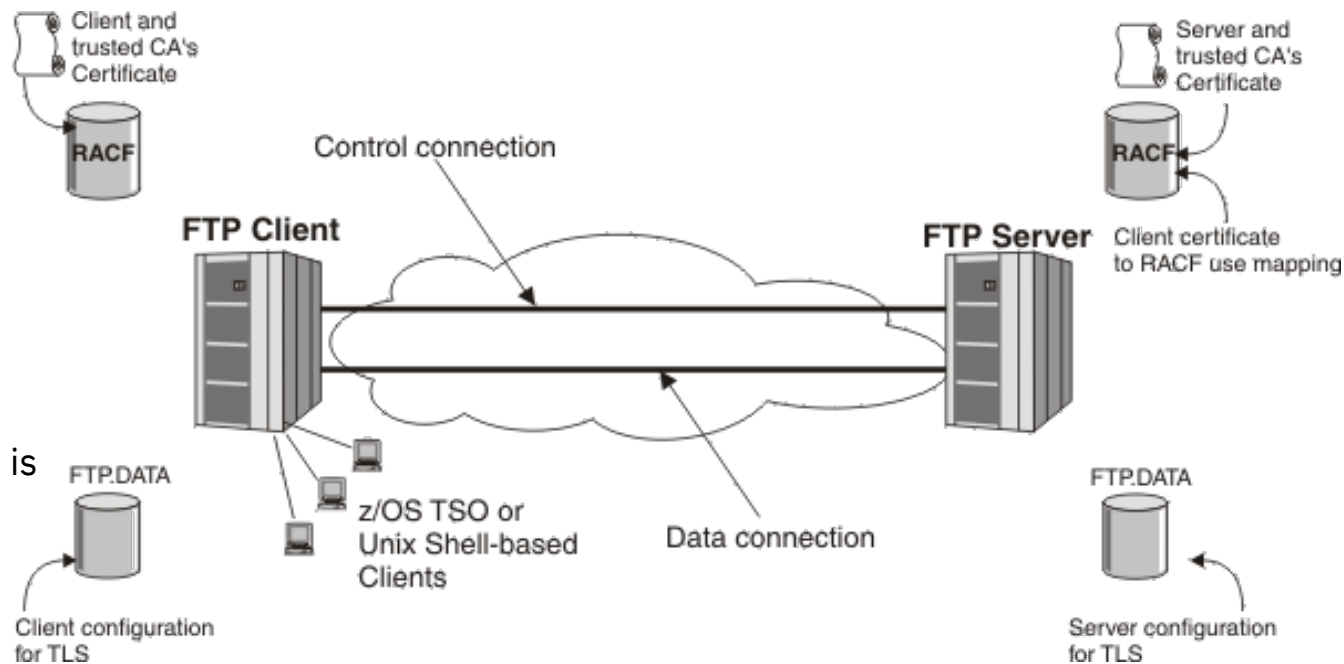 Client and
trusted CA's
Certificate
RACF
Server and
trusted CA's
Certificate
RACF
Control connection
FTP Client
FTP Server
Client certificate
to RACF use mapping
is
FTP.DATA
z/OS TSO or
Unix Shell-based
Clients
Data connection
FTP.DATA
Client configuration
for TLS
Server configuration
for TLS